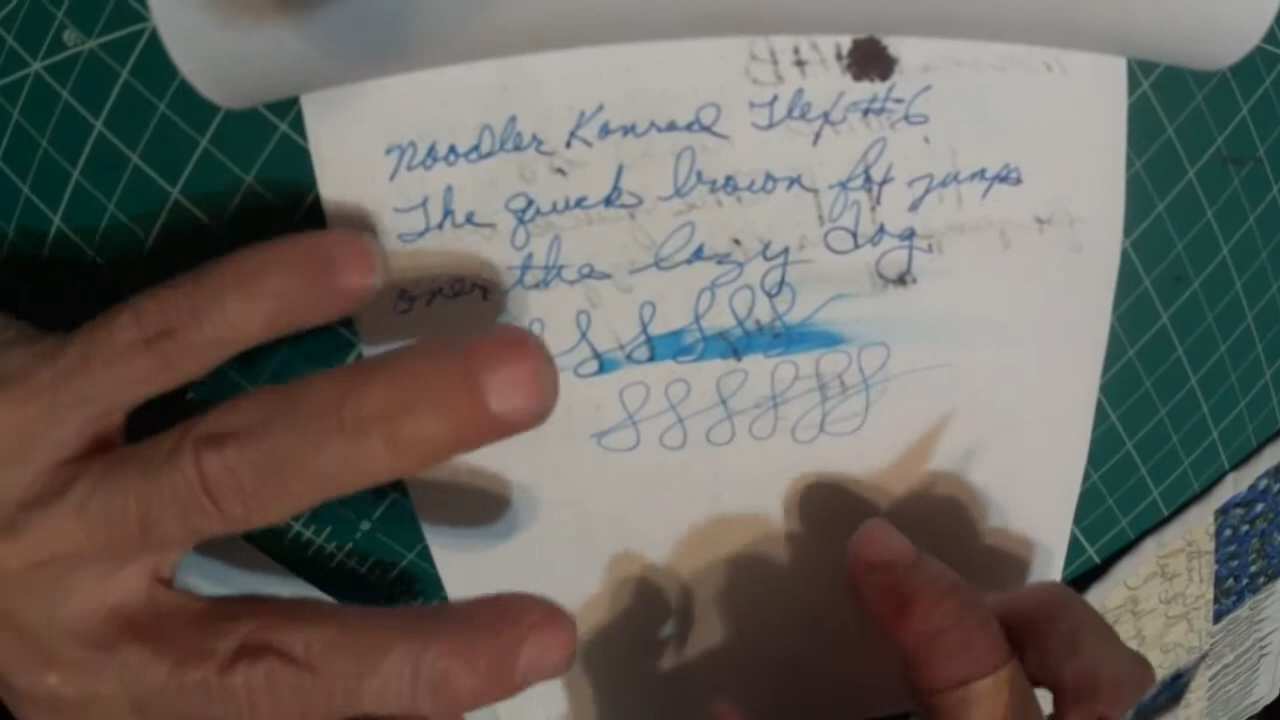 Noodler Konrad Flex #6
The quick brown fox jumps
over the lazy dog.